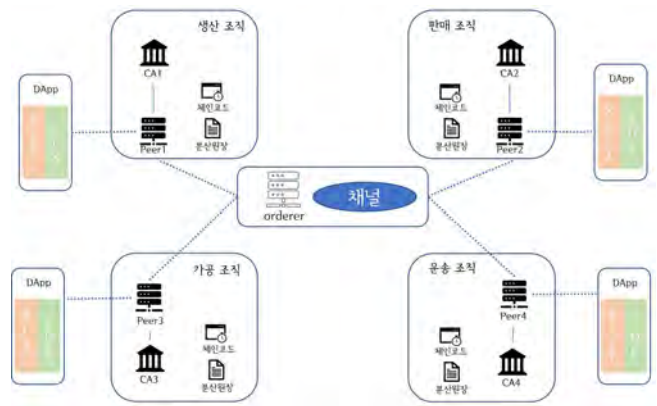 생산 조직
CA1
체인코드
분산원장
Peer1
DApp
판매 조직
CA2
체인코드
분산원장
Peer2
DApp
orderer
채널
가공 조직
Peer3
체인코드
CA3
분산원장
DApp
운송 조직
Peer4
체인코드
CA4
분산원장
DApp